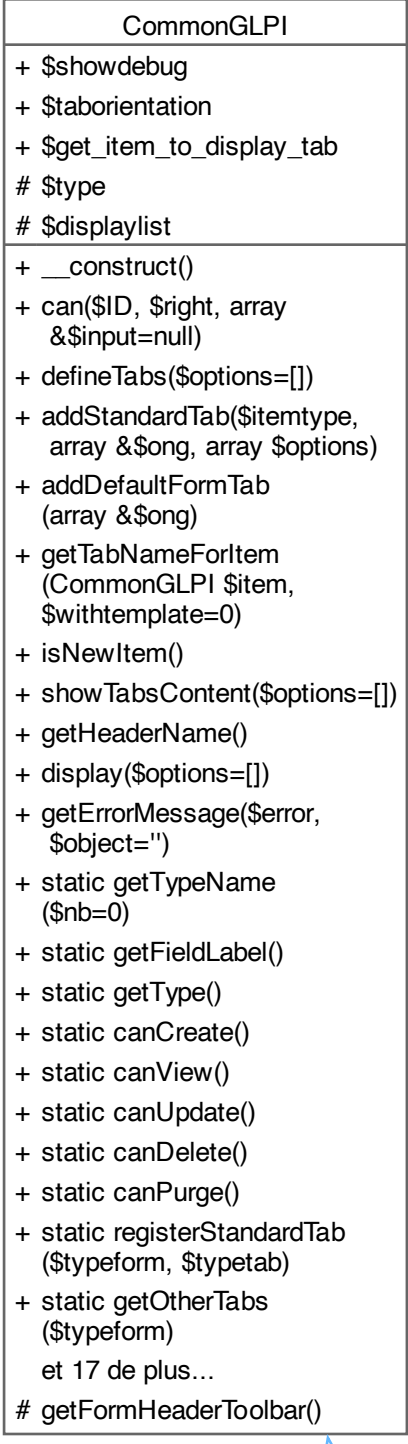 CommonGLPI
+ $showdebug
+ $taborientation
+ $get_item_to_display_tab
# $type
# $displaylist
+ __construct()
+ can($ID, $right, array
&$input=null)
+ defineTabs($options=[])
+ addStandardTab($itemtype,
array &$ong, array $options)
+ addDefaultFormTab
(array &$ong)
+ getTabNameForItem
(CommonGLPI $item,
$withtemplate=0)
+ isNewItem()
+ showTabsContent($options=[])
+ getHeaderName()
+ display($options=[])
+ getErrorMessage($error,
$object='')
+ static getTypeName
($nb=0)
+ static getFieldLabel()
+ static getType()
+ static canCreate()
+ static canView()
+ static canUpdate()
+ static canDelete()
+ static canPurge()
+ static registerStandardTab
($typeform, $typetab)
+ static getOtherTabs
($typeform)
et 17 de plus...
# getFormHeaderToolbar()